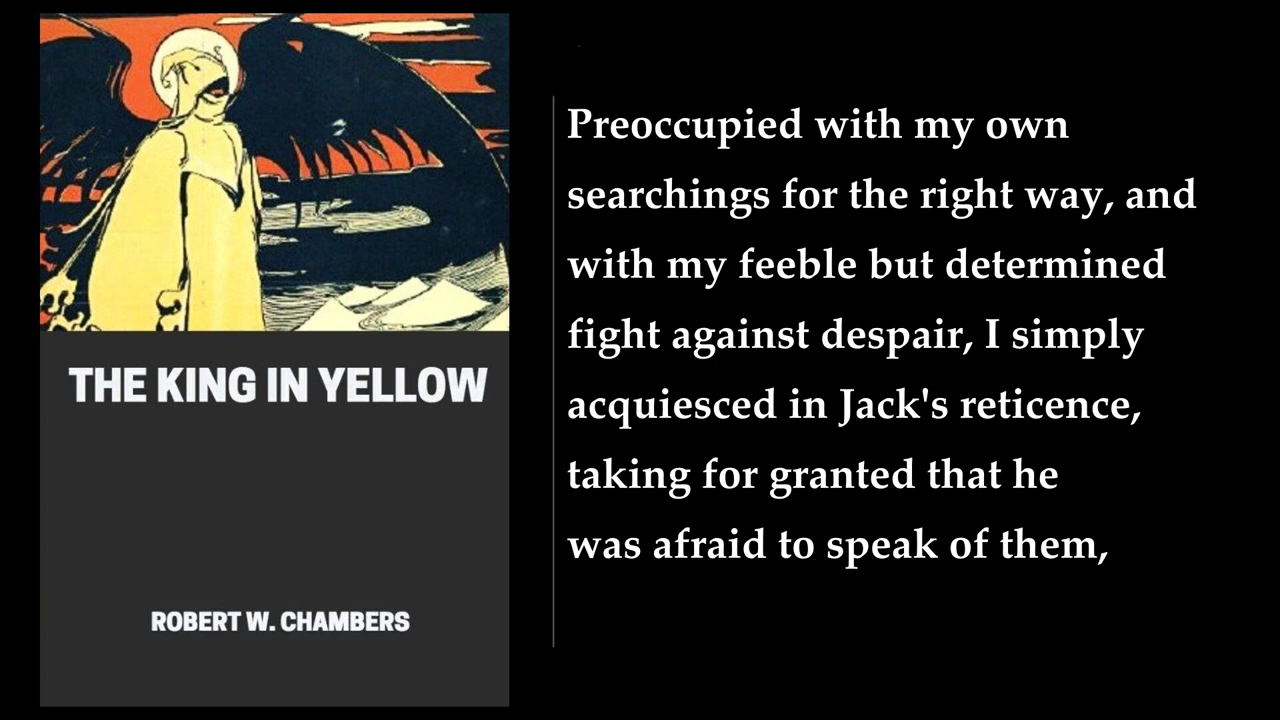 THE KING IN YELLOW
ROBERT W. CHAMBERS
Preoccupied with my own
searchings for the right way, and
with my feeble but determined
fight against despair, I simply
acquiesced in Jack's reticence,
taking for granted that he
was afraid to speak of them,